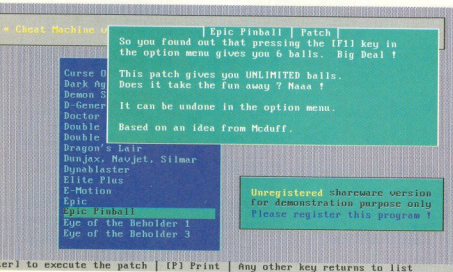 * Cheat Machine v
Epic Pinball | Patch
So you found out that pressing the [F1] key in
the option menu gives you 6 balls. Big Deal !
This patch gives you UNLIMITED balls.
Does it take the fun away ? Naaa !
It can be undone in the option menu.
Based on an idea from Mcduff.
Curse O
Dark Ag
Demon S
D-Gener
Doctor
Double
Double
Dragon's Lair
Dunjax, Navjet, Silmar
Dynablaster
Elite Plus
E-Motion
Epic
Epic Pinball
Eye of the Beholder 1
Eye of the Beholder 3
Unregistered shareware version
for demonstration purpose only
Please register this program !
ter] to execute the patch | [P] Print | Any other key returns to list